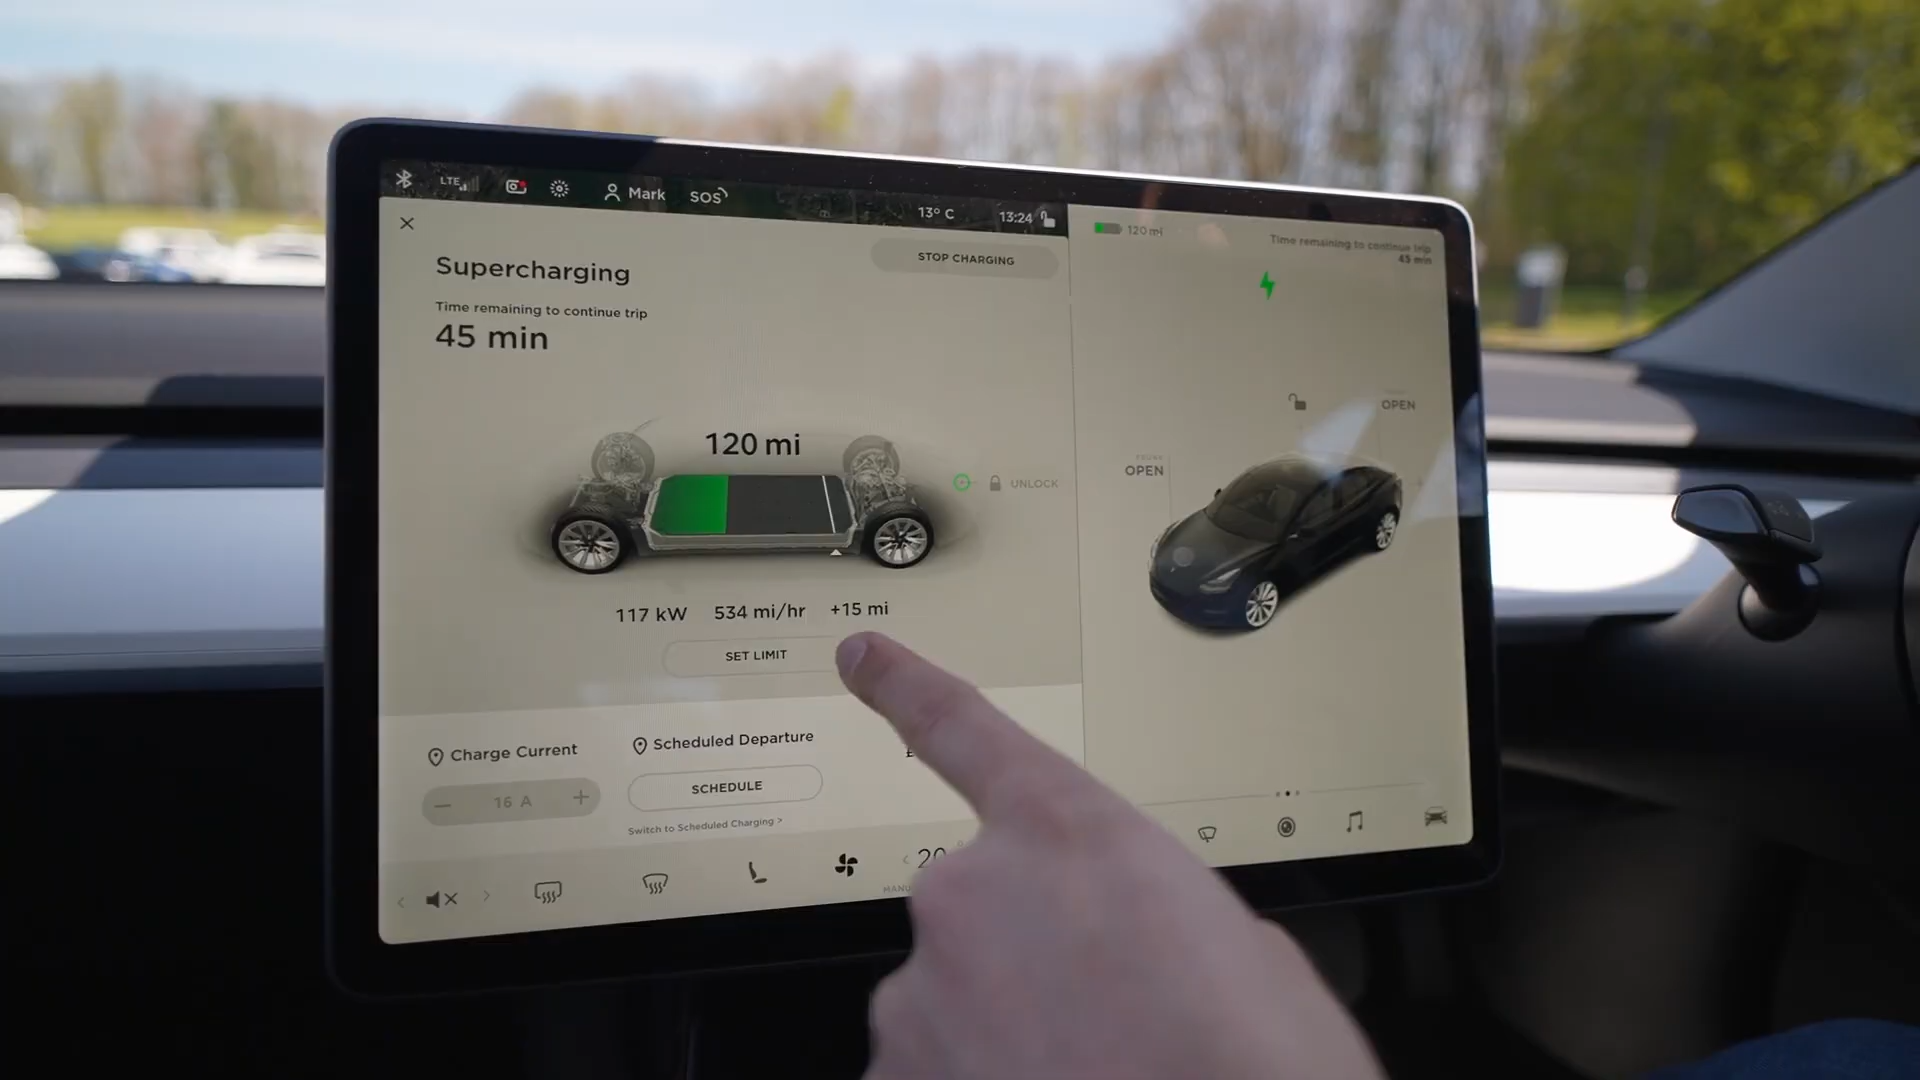 LTE
Mark
SOS
13° C
13:24
120 mi
Time remaining to continue trip
45 min
Supercharging
STOP CHARGING
Time remaining to continue trip
45 min
120 mi
UNLOCK
OPEN
OPEN
117 kW 534 mi/hr +15 mi
SET LIMIT
Charge Current
Scheduled Departure
£
16 A
SCHEDULE
Switch to Scheduled Charging >
20